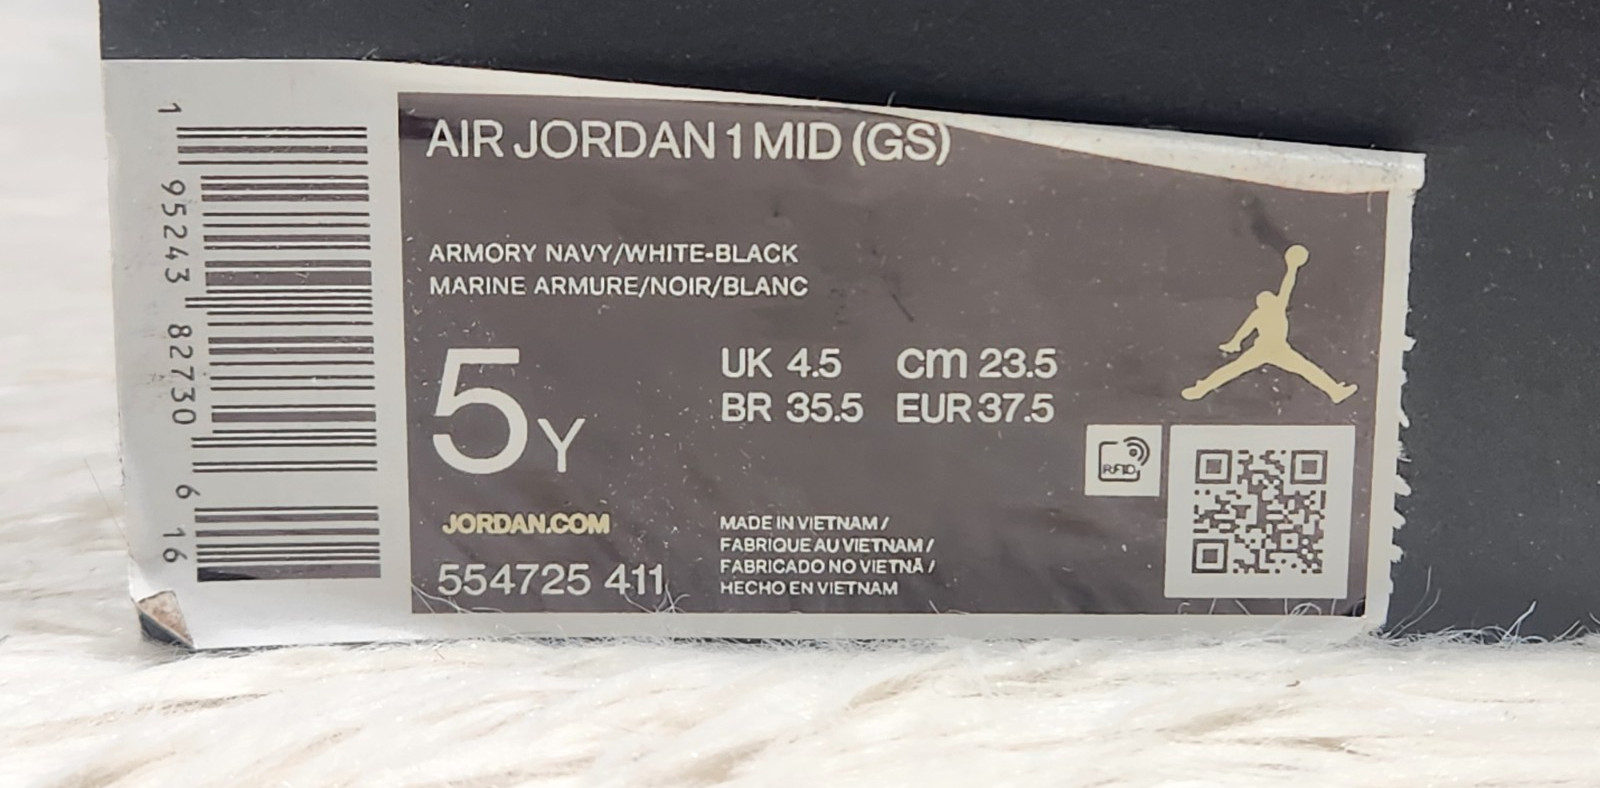 1 95243 82730 6 16
AIR JORDAN 1 MID (GS)
ARMORY NAVY/WHITE-BLACK
MARINE ARMURE/NOIR/BLANC
5Y
UK 4.5 cm 23.5
BR 35.5 EUR 37.5
RFID
JORDAN.COM
554725 411
MADE IN VIETNAM /
FABRIQUE AU VIETNAM /
FABRICADO NO VIETNÃ /
HECHO EN VIETNAM